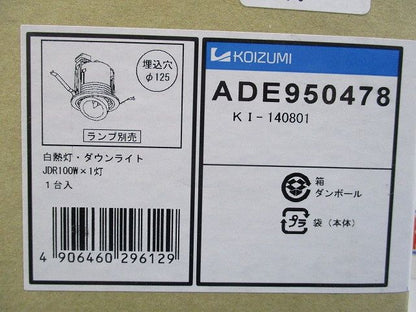 埋込穴
φ125
ランプ別売
白熱灯・ダウンライト
JDR100W×1灯
1台入
4 906460 296129
KOIZUMI
ADE950478
KI-140801
箱
ダンボール
プラ
袋（本体）